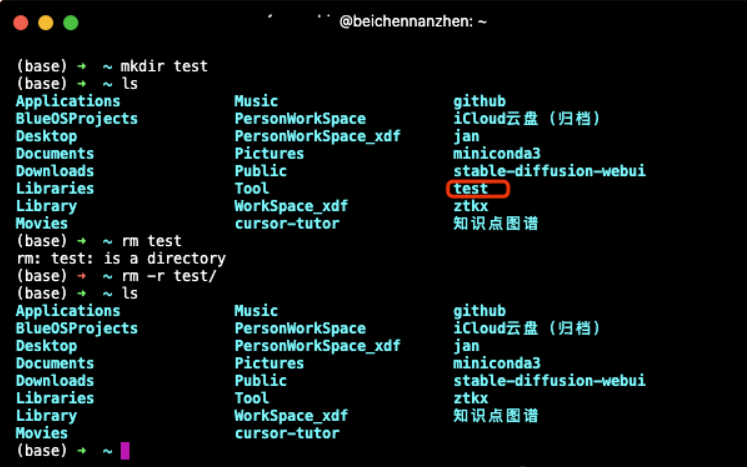 @beichennanzhen: ~
(base) → ~ mkdir test
(base) → ~ ls
Applications Music github
BlueOSProjects PersonWorkSpace iCloud云盘 (归档)
Desktop PersonWorkSpace_xdf jan
Documents Pictures miniconda3
Downloads Public stable-diffusion-webui
Libraries Tool test
Library WorkSpace_xdf ztkx
Movies cursor-tutor 知识点图谱
(base) → ~ rm test
rm: test: is a directory
(base) → ~ rm -r test/
(base) → ~ ls
Applications Music github
BlueOSProjects PersonWorkSpace iCloud云盘 (归档)
Desktop PersonWorkSpace_xdf jan
Documents Pictures miniconda3
Downloads Public stable-diffusion-webui
Libraries Tool ztkx
Library WorkSpace_xdf 知识点图谱
Movies cursor-tutor
(base) → ~